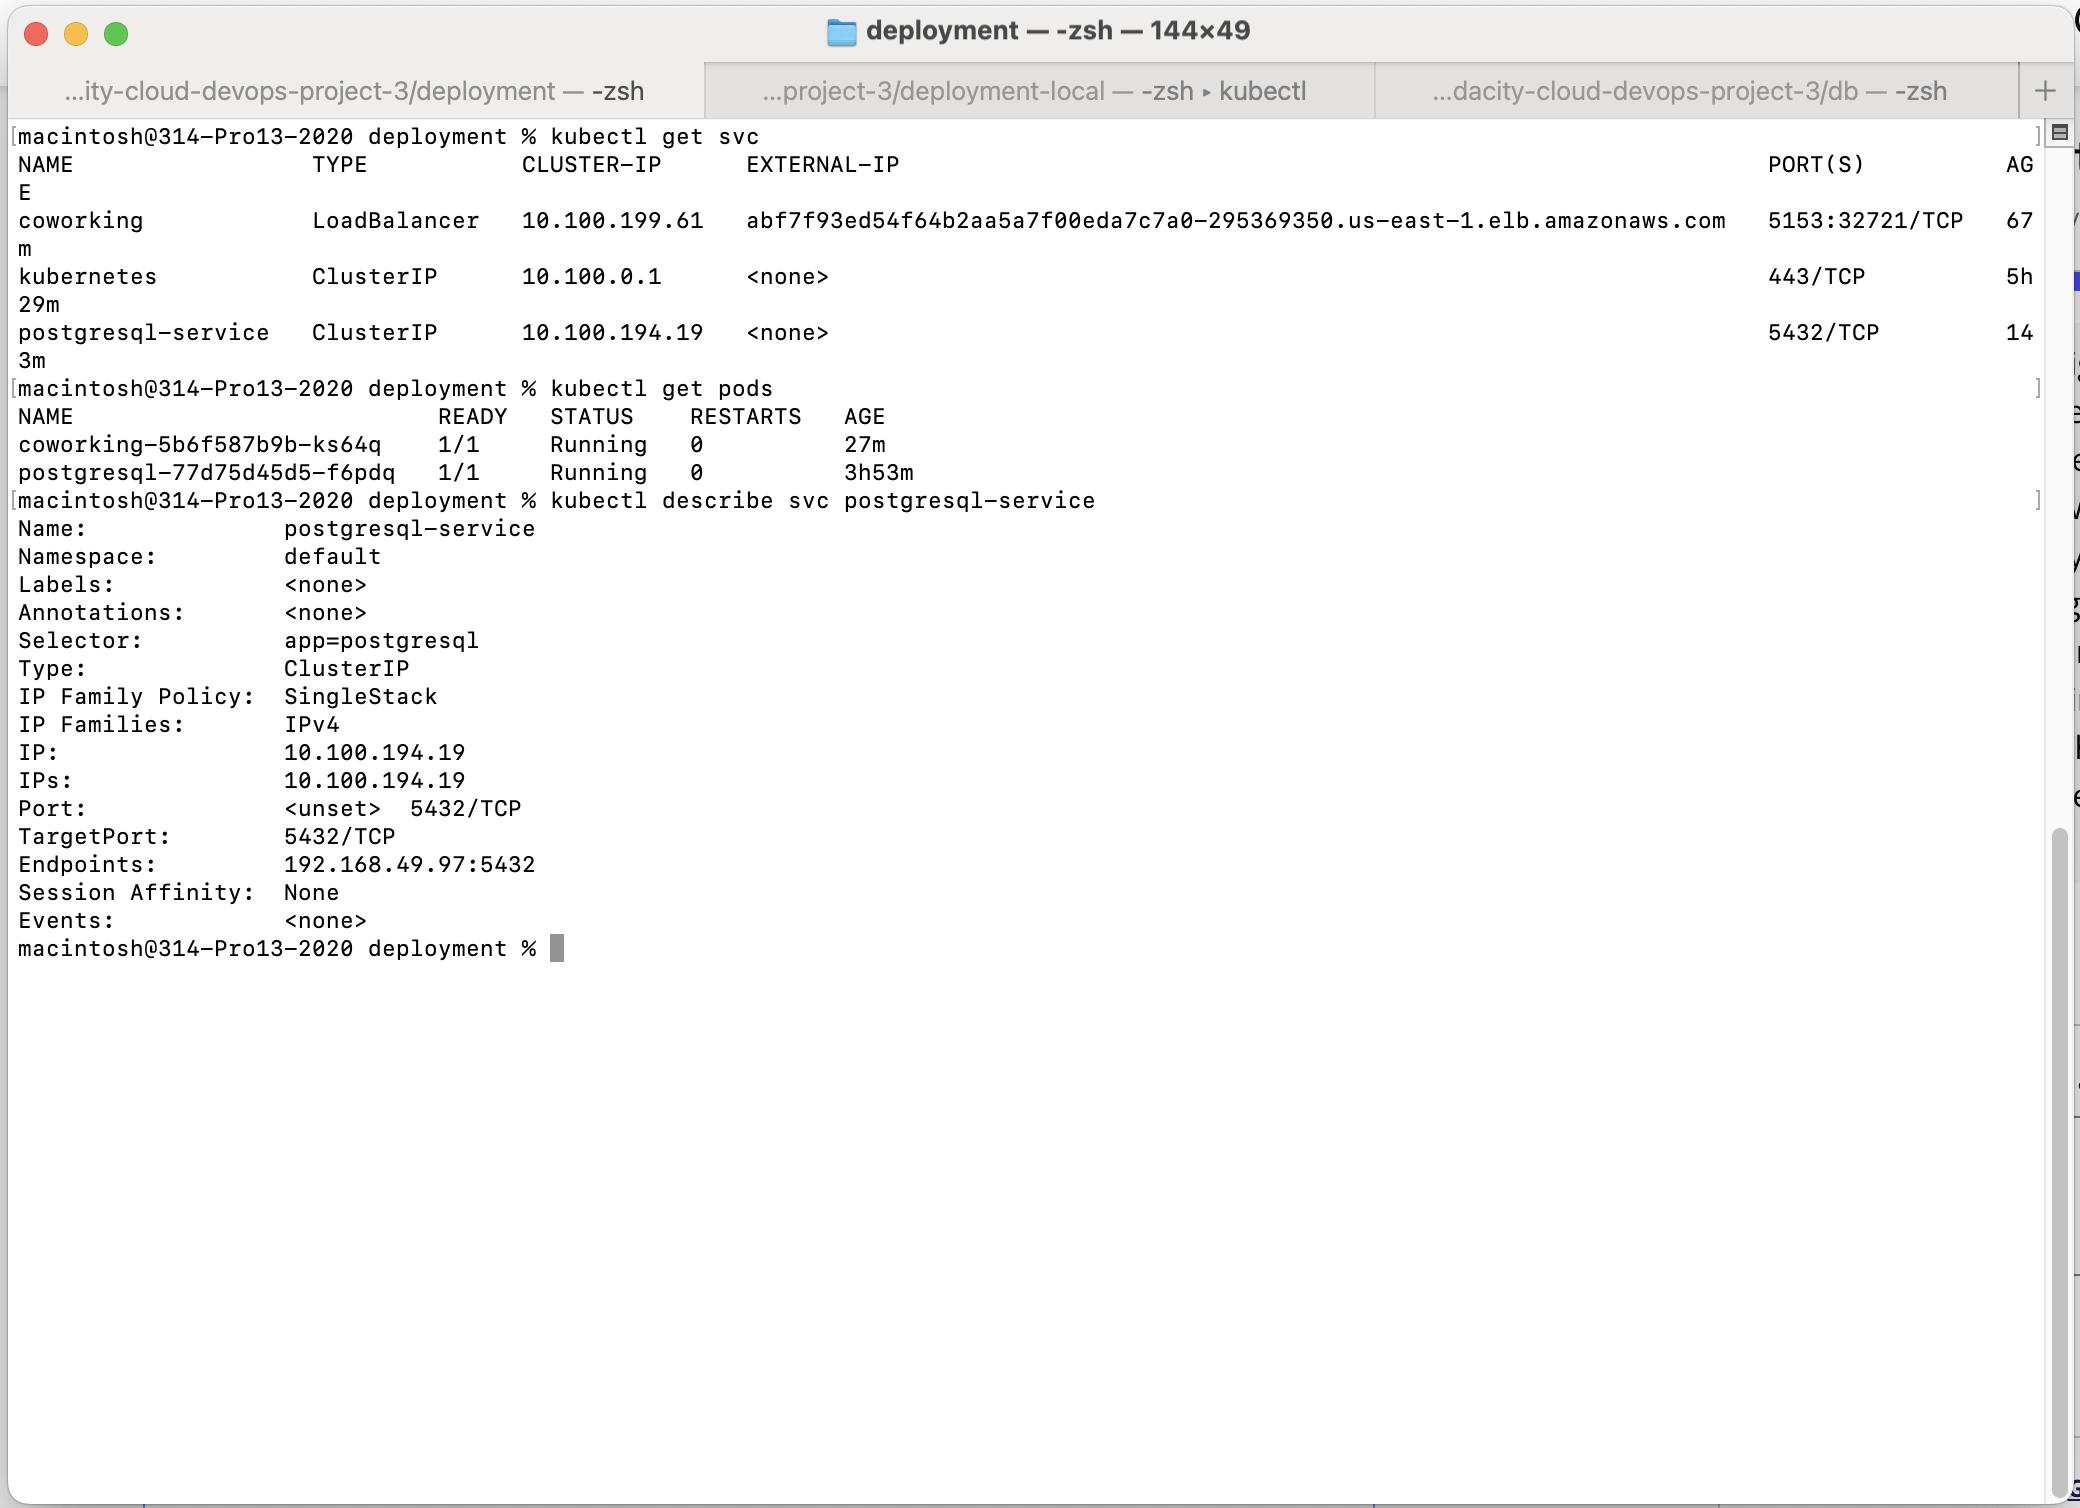 deployment — -zsh — 144×49
...ity-cloud-devops-project-3/deployment — -zsh
...project-3/deployment-local — -zsh ▸ kubectl
...dacity-cloud-devops-project-3/db — -zsh
+
[macintosh@314-Pro13-2020 deployment % kubectl get svc ]
NAME TYPE CLUSTER-IP EXTERNAL-IP PORT(S) AG
E
coworking LoadBalancer 10.100.199.61 abf7f93ed54f64b2aa5a7f00eda7c7a0-295369350.us-east-1.elb.amazonaws.com 5153:32721/TCP 67
m
kubernetes ClusterIP 10.100.0.1 <none> 443/TCP 5h
29m
postgresql-service ClusterIP 10.100.194.19 <none> 5432/TCP 14
3m
[macintosh@314-Pro13-2020 deployment % kubectl get pods ]
NAME READY STATUS RESTARTS AGE
coworking-5b6f587b9b-ks64q 1/1 Running 0 27m
postgresql-77d75d45d5-f6pdq 1/1 Running 0 3h53m
[macintosh@314-Pro13-2020 deployment % kubectl describe svc postgresql-service ]
Name: postgresql-service
Namespace: default
Labels: <none>
Annotations: <none>
Selector: app=postgresql
Type: ClusterIP
IP Family Policy: SingleStack
IP Families: IPv4
IP: 10.100.194.19
IPs: 10.100.194.19
Port: <unset> 5432/TCP
TargetPort: 5432/TCP
Endpoints: 192.168.49.97:5432
Session Affinity: None
Events: <none>
macintosh@314-Pro13-2020 deployment %